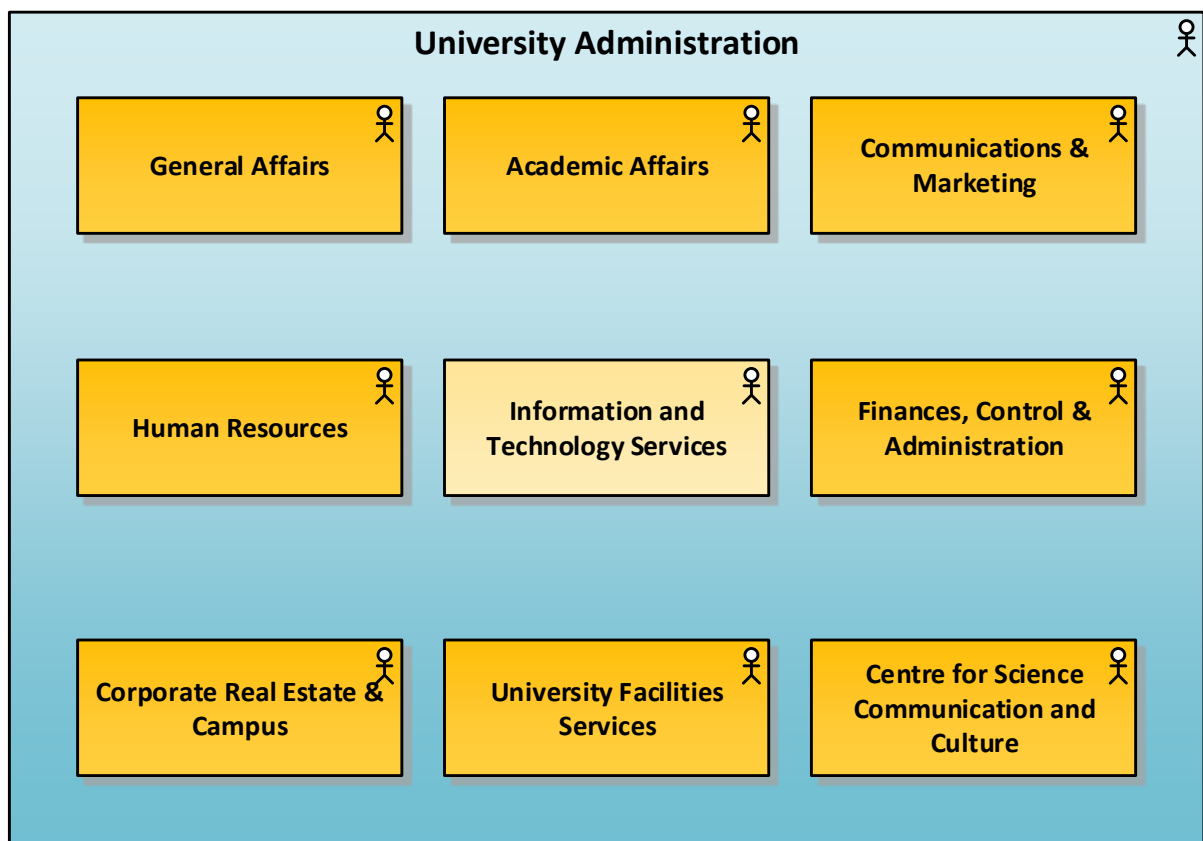 University Administration
General Affairs
Academic Affairs
Communications &
Marketing
Human Resources
Information and
Technology Services
Finances, Control &
Administration
Corporate Real Estate &
Campus
University Facilities
Services
Centre for Science
Communication and
Culture